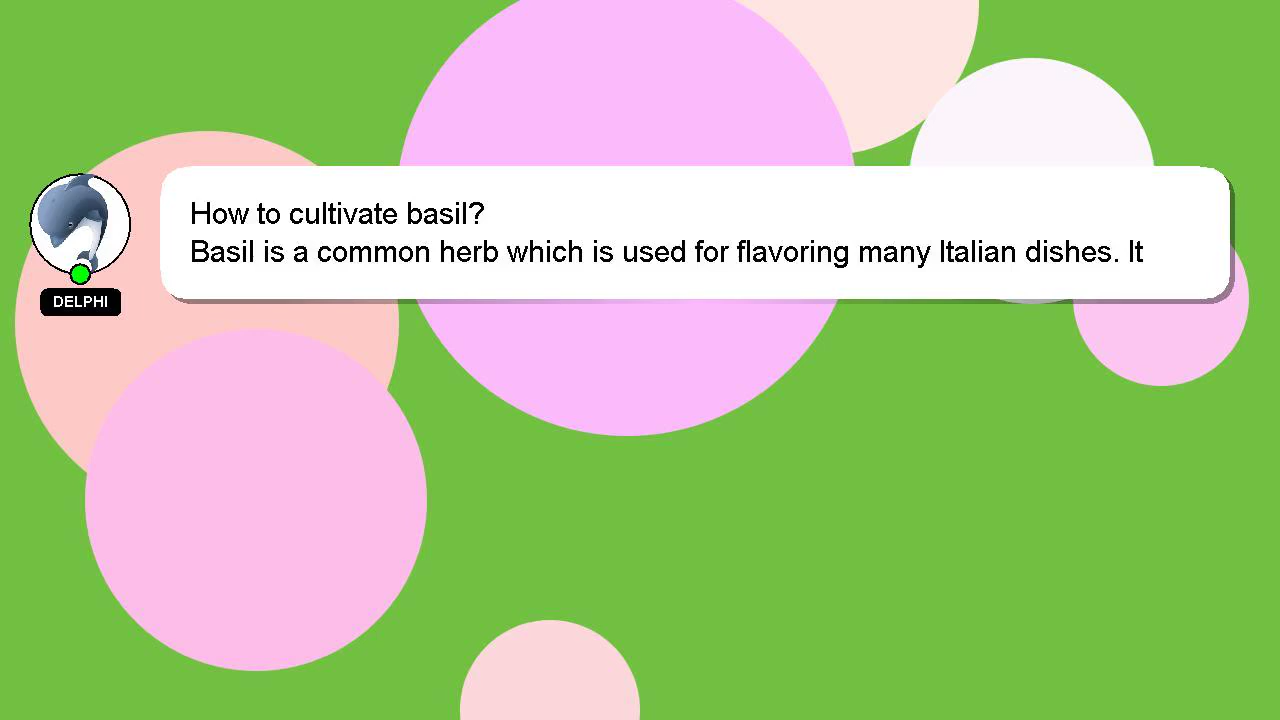 How to cultivate basil?
Basil is a common herb which is used for flavoring many Italian dishes. It
DELPHI